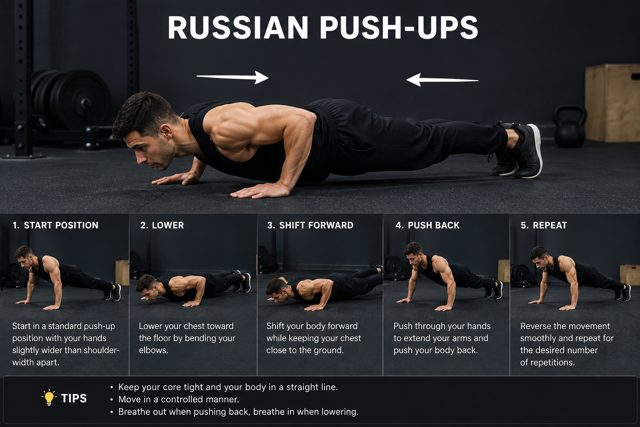 RUSSIAN PUSH-UPS
1. START POSITION
Start in a standard push-up
position with your hands
slightly wider than shoulder-
width apart.
2. LOWER
Lower your chest toward
the floor by bending your
elbows.
3. SHIFT FORWARD
Shift your body forward
while keeping your chest
close to the ground.
4. PUSH BACK
Push through your hands
to extend your arms and
push your body back.
5. REPEAT
Reverse the movement
smoothly and repeat for
the desired number
of repetitions.
TIPS
• Keep your core tight and your body in a straight line.
• Move in a controlled manner.
• Breathe out when pushing back, breathe in when lowering.